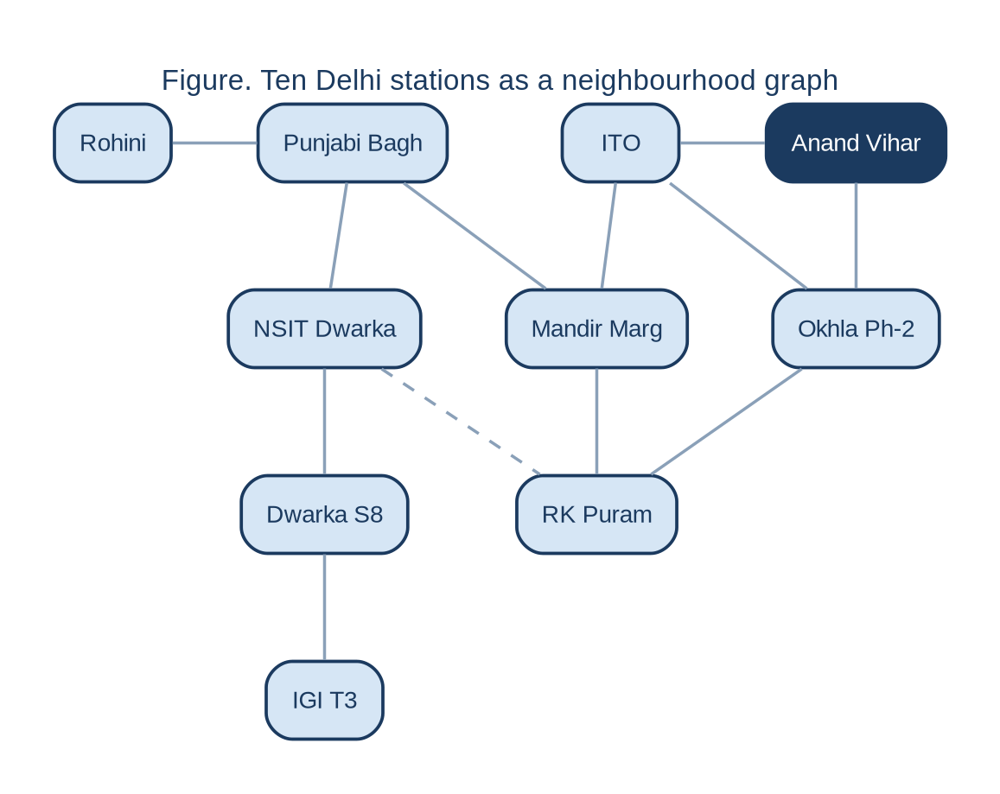 Figure. Ten Delhi stations as a neighbourhood graph
Rohini
Punjabi Bagh
ITO
Anand Vihar
NSIT Dwarka
Mandir Marg
Okhla Ph-2
Dwarka S8
RK Puram
IGI T3